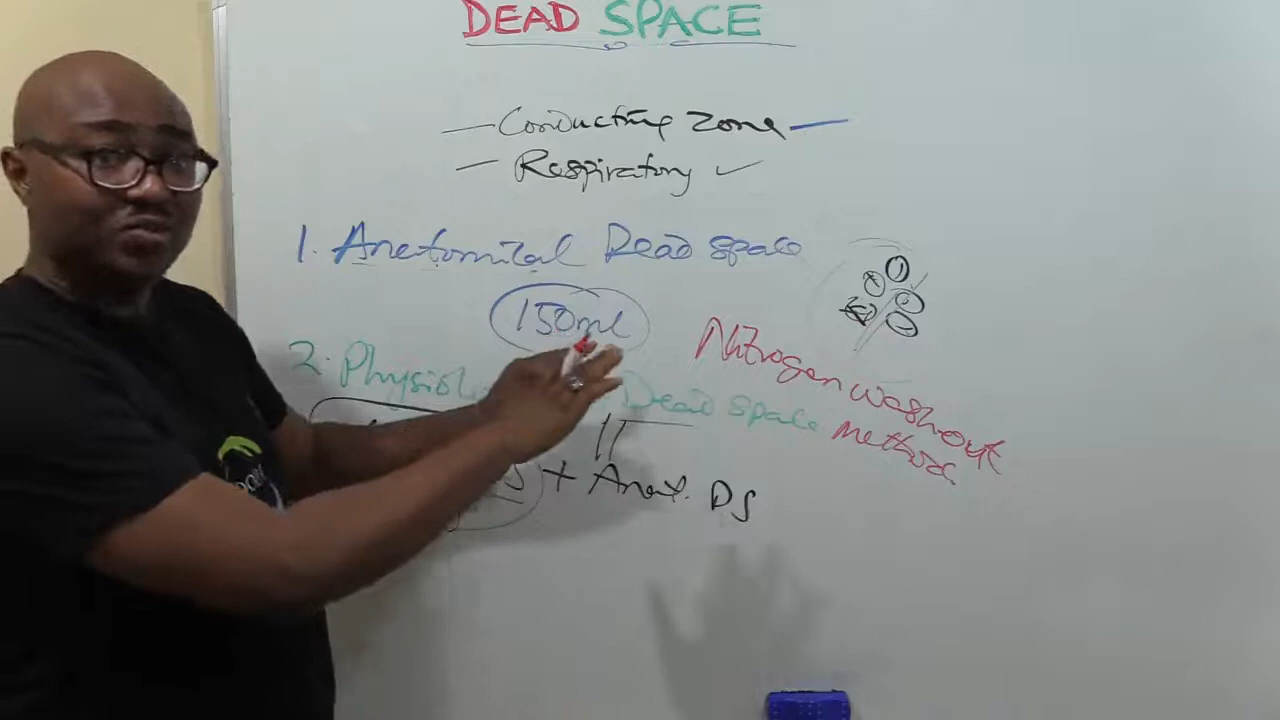 DEAD SPACE
- Conducting Zone -
- Respiratory ✓
1. Anatomical Dead space
150ml
2. Physiol Dead space
Nitrogen washout
Method
+ Anat. DS